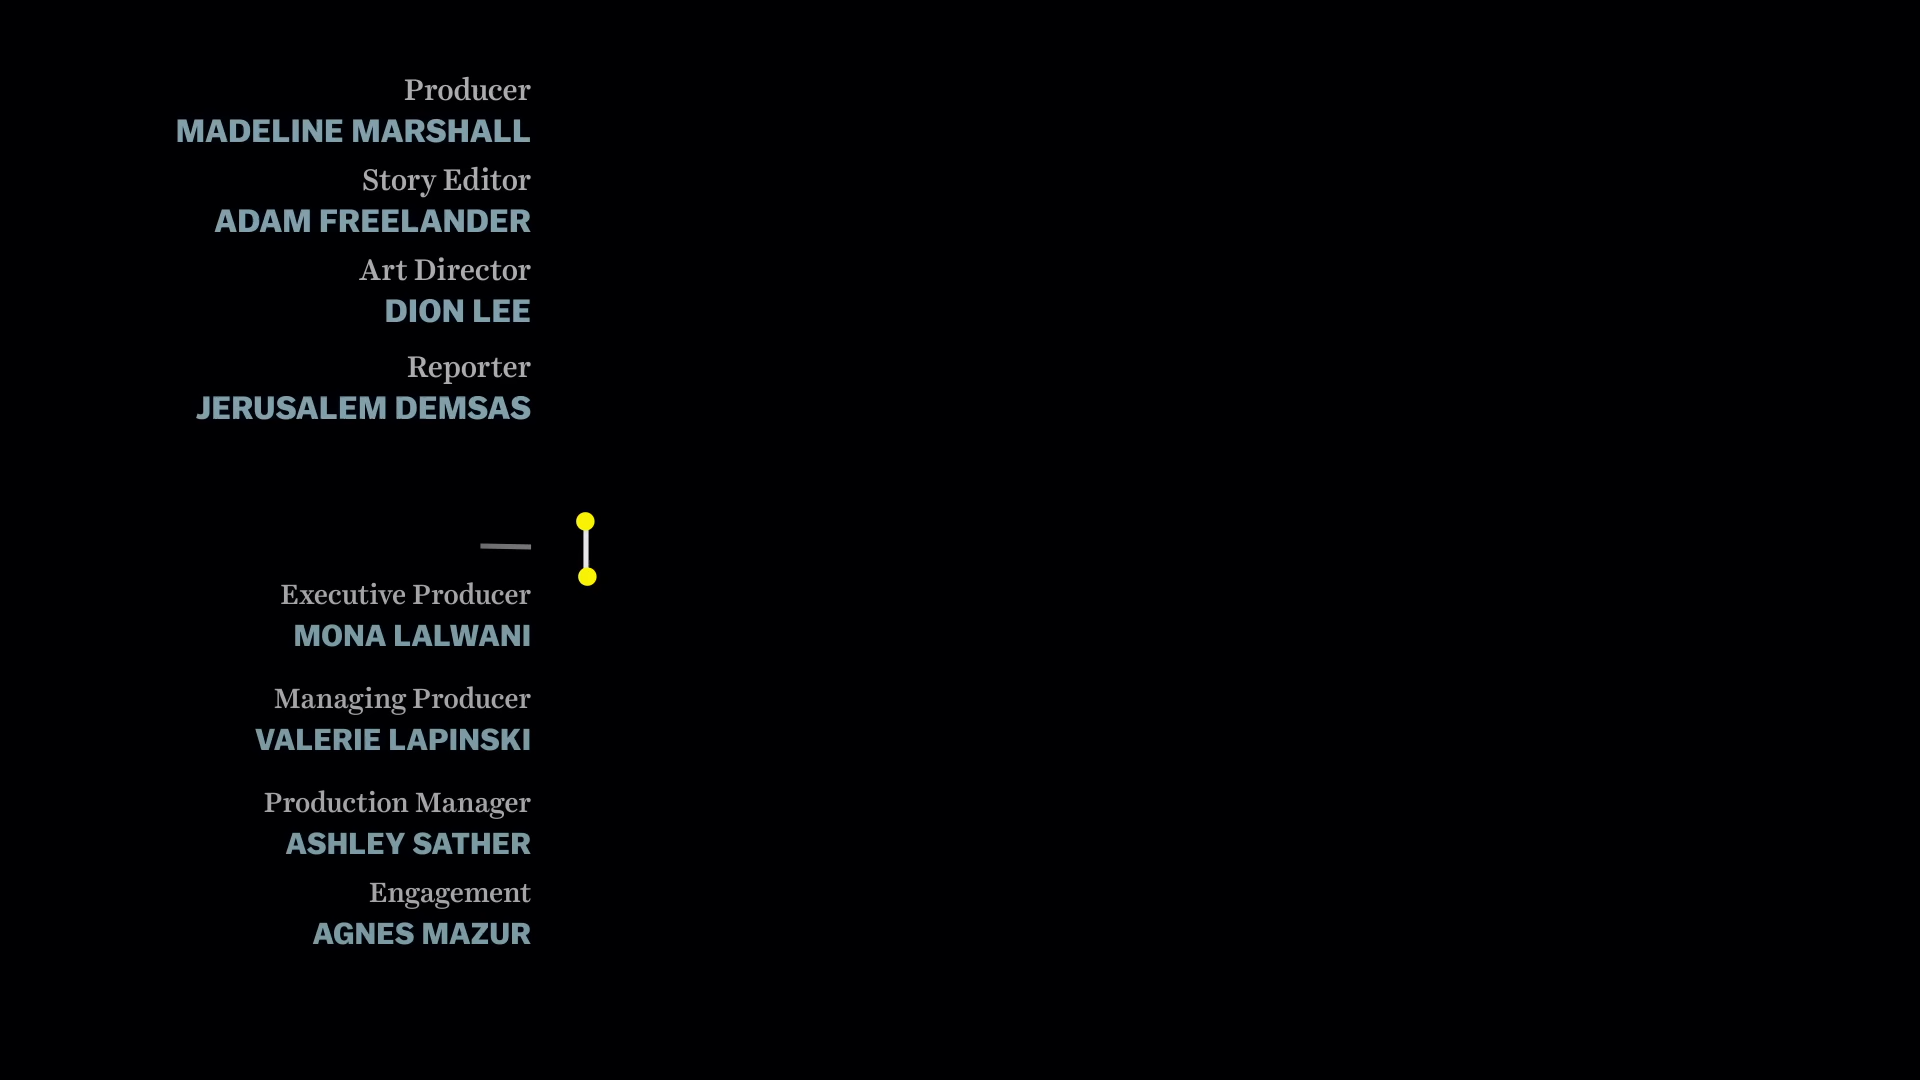 Producer
MADELINE MARSHALL
Story Editor
ADAM FREELANDER
Art Director
DION LEE
Reporter
JERUSALEM DEMSAS
Executive Producer
MONA LALWANI
Managing Producer
VALERIE LAPINSKI
Production Manager
ASHLEY SATHER
Engagement
AGNES MAZUR